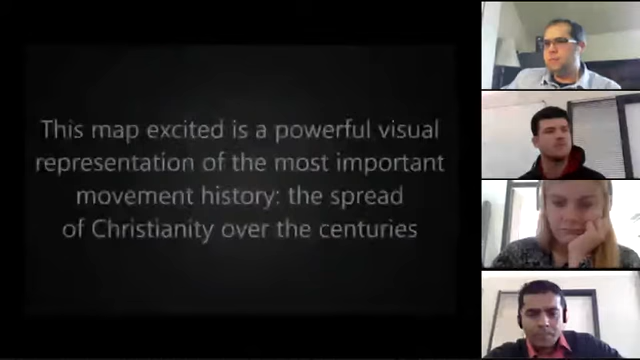 This map excited is a powerful visual
representation of the most important
movement history: the spread
of Christianity over the centuries